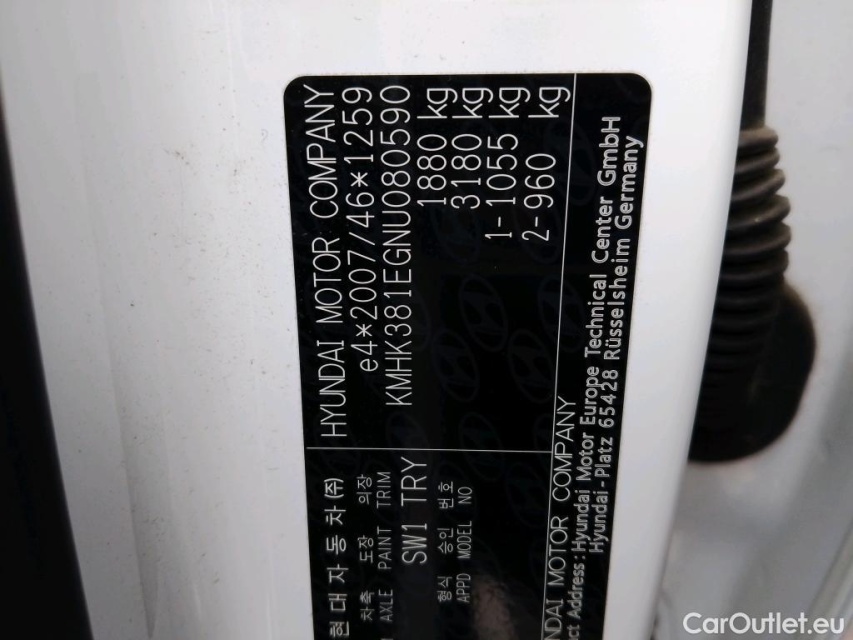 HYUNDAI MOTOR COMPANY
e4*2007/46*1259
KMHK381EGNU080590
1880 kg
3180 kg
1-1055 kg
2-960 kg
현대자동차(주)
차축 도장 의장
AXLE PAINT TRIM
SW1 TRY
형식 승인 번호
APPD MODEL NO
MOTOR COMPANY
Address : Hyundai Motor Europe Technical Center GmbH
Hyundai-Platz 65428 Rüsselsheim Germany
CarOutlet.eu